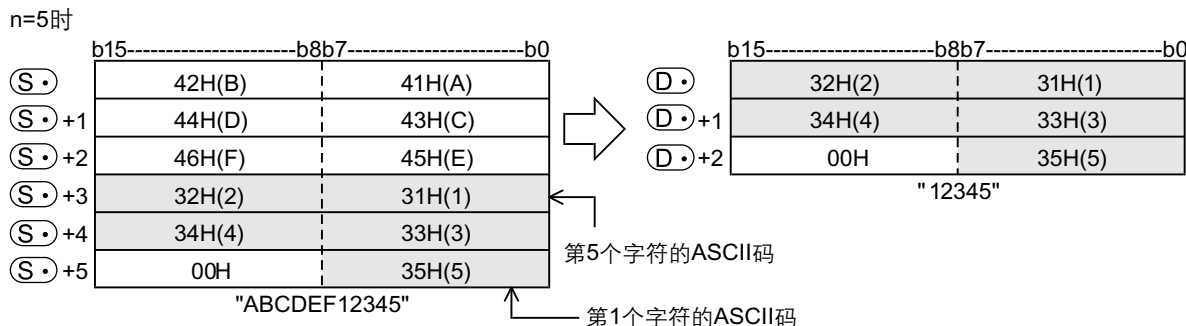 n=5时
b15----------------------b8b7-----------------------b0 b15----------------------b8b7-----------------------b0
S· 42H(B) 41H(A) D· 32H(2) 31H(1)
S·+1 44H(D) 43H(C) D·+1 34H(4) 33H(3)
S·+2 46H(F) 45H(E) D·+2 00H 35H(5)
S·+3 32H(2) 31H(1) "12345"
S·+4 34H(4) 33H(3) 第5个字符的ASCII码
S·+5 00H 35H(5)
"ABCDEF12345" 第1个字符的ASCII码